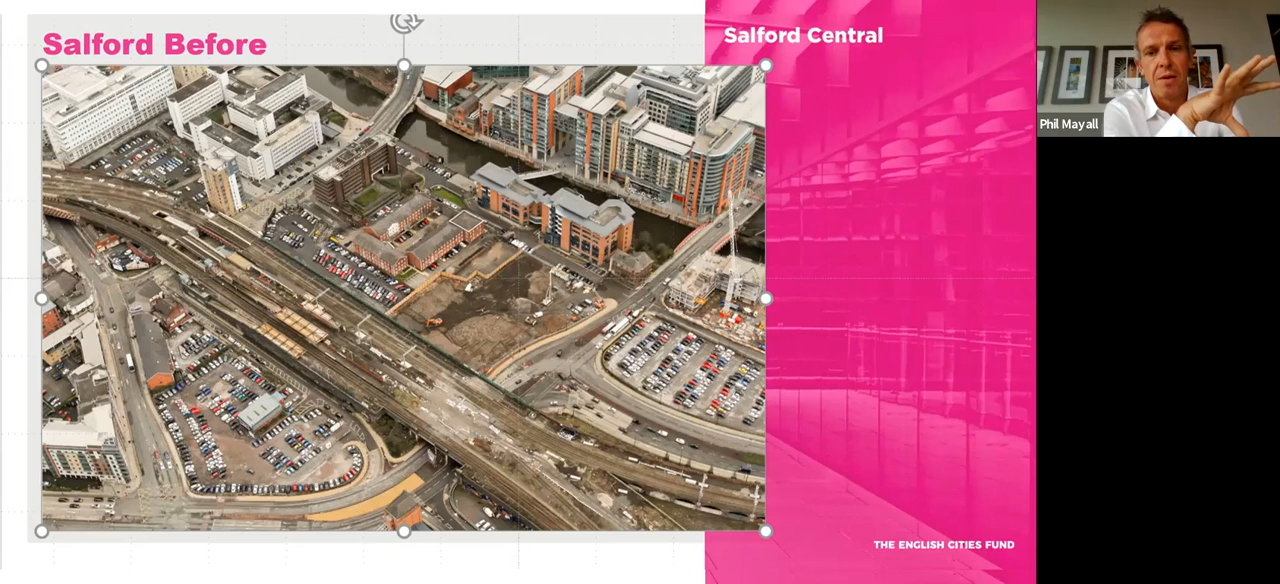 Salford Before
Salford Central
Phil Mayall
THE ENGLISH CITIES FUND